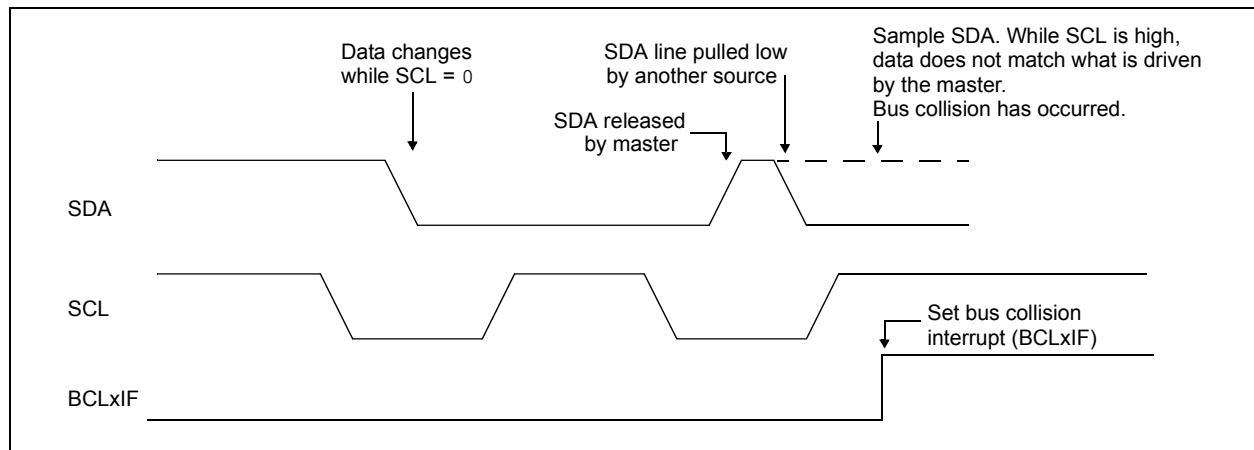 Data changes
while SCL = 0
SDA line pulled low
by another source
Sample SDA. While SCL is high,
data does not match what is driven
by the master.
Bus collision has occurred.
SDA released
by master
SDA
SCL
Set bus collision
interrupt (BCLxIF)
BCLxIF